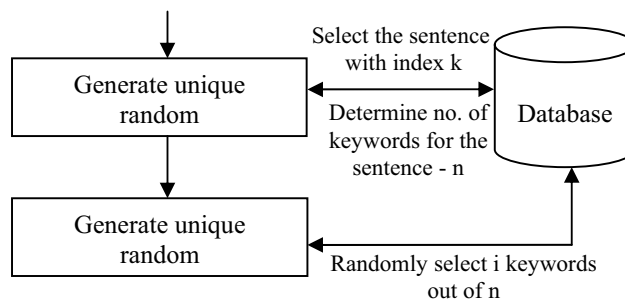 Select the sentence
with index k
Generate unique
random
Determine no. of
keywords for the
sentence - n
Database
Generate unique
random
Randomly select i keywords
out of n